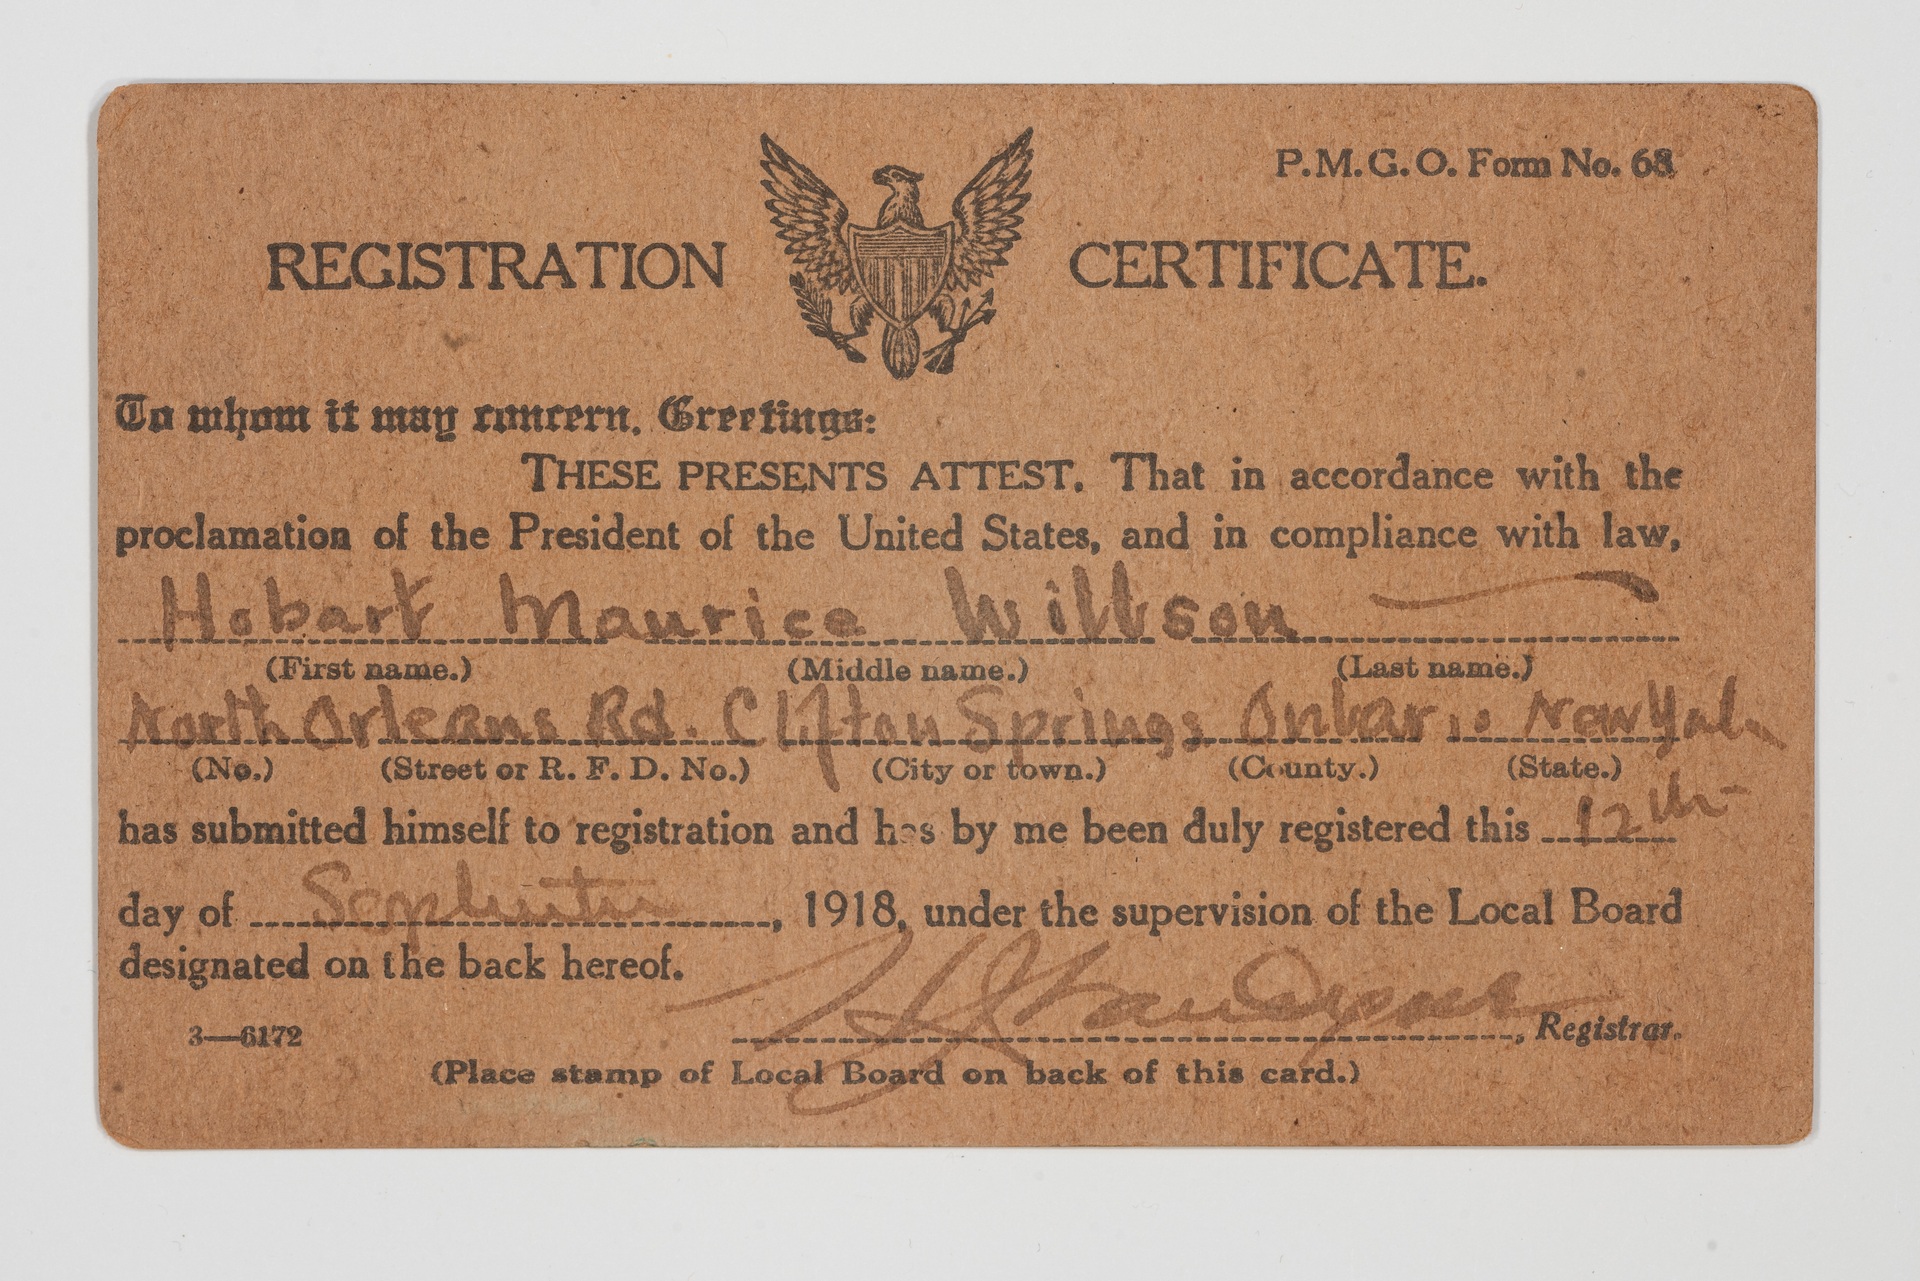 P.M.G.O. Form No. 68
REGISTRATION CERTIFICATE.
To whom it may concern, Greetings:
THESE PRESENTS ATTEST, That in accordance with the
proclamation of the President of the United States, and in compliance with law,
Hobart Maurice Willson
(First name.) (Middle name.) (Last name.)
North Orleans Rd. Clifton Springs Ontario New York
(No.) (Street or R. F. D. No.) (City or town.) (County.) (State.)
has submitted himself to registration and has by me been duly registered this 12th
day of September, 1918, under the supervision of the Local Board
designated on the back hereof.
3—6172 , Registrar.
(Place stamp of Local Board on back of this card.)